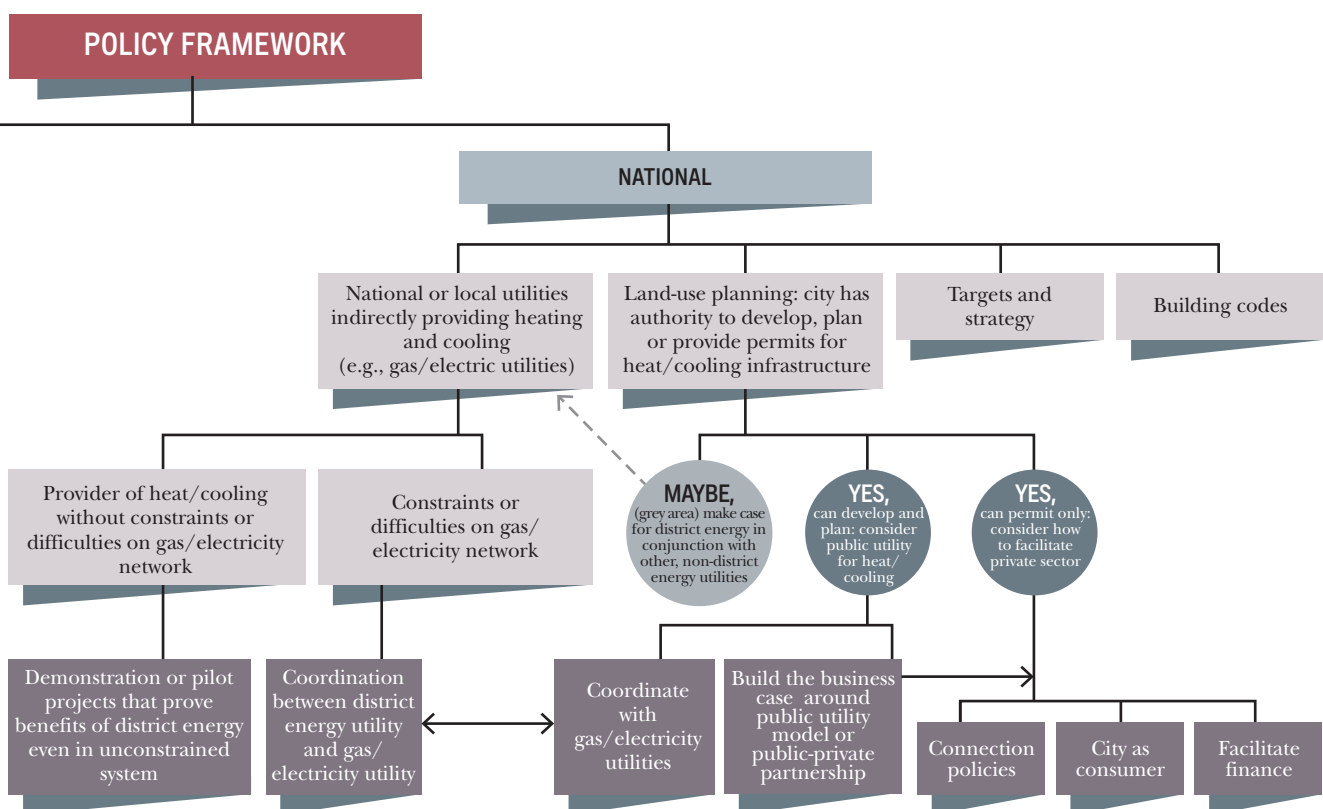 POLICY FRAMEWORK
NATIONAL
National or local utilities
indirectly providing heating
and cooling
(e.g., gas/electric utilities)
Land-use planning: city has
authority to develop, plan
or provide permits for
heat/cooling infrastructure
Targets and
strategy
Building codes
Provider of heat/cooling
without constraints or
difficulties on gas/electricity
network
Constraints or
difficulties on gas/
electricity network
MAYBE,
(grey area) make case
for district energy in
conjunction with
other, non-district
energy utilities
YES,
can develop and
plan: consider
public utility
for heat/
cooling
YES,
can permit only:
consider how
to facilitate
private sector
Demonstration or pilot
projects that prove
benefits of district energy
even in unconstrained
system
Coordination
between district
energy utility
and gas/
electricity utility
Coordinate
with
gas/electricity
utilities
Build the business
case around
public utility
model or
public-private
partnership
Connection
policies
City as
consumer
Facilitate
finance